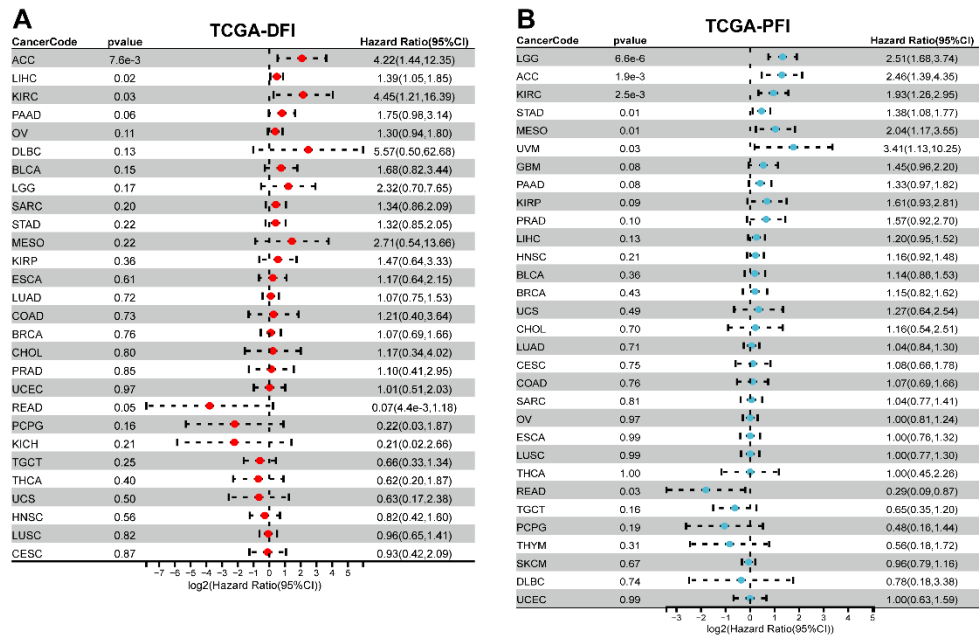 A
TCGA-DFI
CancerCode pvalue Hazard Ratio(95%CI)
ACC 7.6e-3 4.22(1.44,12.35)
LIHC 0.02 1.39(1.05,1.85)
KIRC 0.03 4.45(1.21,16.39)
PAAD 0.06 1.75(0.98,3.14)
OV 0.11 1.30(0.94,1.80)
DLBC 0.13 5.57(0.50,62.68)
BLCA 0.15 1.68(0.82,3.44)
LGG 0.17 2.32(0.70,7.65)
SARC 0.20 1.34(0.86,2.09)
STAD 0.22 1.32(0.85,2.05)
MESO 0.22 2.71(0.54,13.66)
KIRP 0.36 1.47(0.64,3.33)
ESCA 0.61 1.17(0.64,2.15)
LUAD 0.72 1.07(0.75,1.53)
COAD 0.73 1.21(0.40,3.64)
BRCA 0.76 1.07(0.69,1.66)
CHOL 0.80 1.17(0.34,4.02)
PRAD 0.85 1.10(0.41,2.95)
UCEC 0.97 1.01(0.51,2.03)
READ 0.05 0.07(4.4e-3,1.18)
PCPG 0.16 0.22(0.03,1.87)
KICH 0.21 0.21(0.02,2.66)
TGCT 0.25 0.66(0.33,1.34)
THCA 0.40 0.62(0.20,1.87)
UCS 0.50 0.63(0.17,2.38)
HNSC 0.56 0.82(0.42,1.60)
LUSC 0.82 0.96(0.65,1.41)
CESC 0.87 0.93(0.42,2.09)
-7 -6 -5 -4 -3 -2 -1 0 1 2 3 4 5 6
log2(Hazard Ratio(95%CI))
B
TCGA-PFI
CancerCode pvalue Hazard Ratio(95%CI)
LGG 6.6e-6 2.51(1.68,3.74)
ACC 1.9e-3 2.46(1.39,4.35)
KIRC 2.5e-3 1.93(1.26,2.95)
STAD 0.01 1.38(1.08,1.77)
MESO 0.01 2.04(1.17,3.55)
UVM 0.03 3.41(1.13,10.25)
GBM 0.08 1.45(0.96,2.20)
PAAD 0.08 1.33(0.97,1.82)
KIRP 0.09 1.61(0.93,2.81)
PRAD 0.10 1.57(0.92,2.70)
LIHC 0.13 1.20(0.95,1.52)
HNSC 0.21 1.16(0.92,1.48)
BLCA 0.36 1.14(0.86,1.53)
BRCA 0.43 1.15(0.82,1.62)
UCS 0.49 1.27(0.64,2.54)
CHOL 0.70 1.16(0.54,2.51)
LUAD 0.71 1.04(0.84,1.30)
CESC 0.75 1.08(0.66,1.78)
COAD 0.76 1.07(0.69,1.66)
SARC 0.81 1.04(0.77,1.41)
OV 0.97 1.00(0.81,1.24)
ESCA 0.99 1.00(0.76,1.32)
LUSC 0.99 1.00(0.77,1.30)
THCA 1.00 1.00(0.45,2.26)
READ 0.03 0.29(0.09,0.87)
TGCT 0.16 0.65(0.35,1.20)
PCPG 0.19 0.48(0.16,1.44)
THYM 0.31 0.56(0.18,1.72)
SKCM 0.67 0.96(0.79,1.16)
DLBC 0.74 0.78(0.18,3.38)
UCEC 0.99 1.00(0.63,1.59)
-3 -2 -1 0 1 2 3 4 5
log2(Hazard Ratio(95%CI))